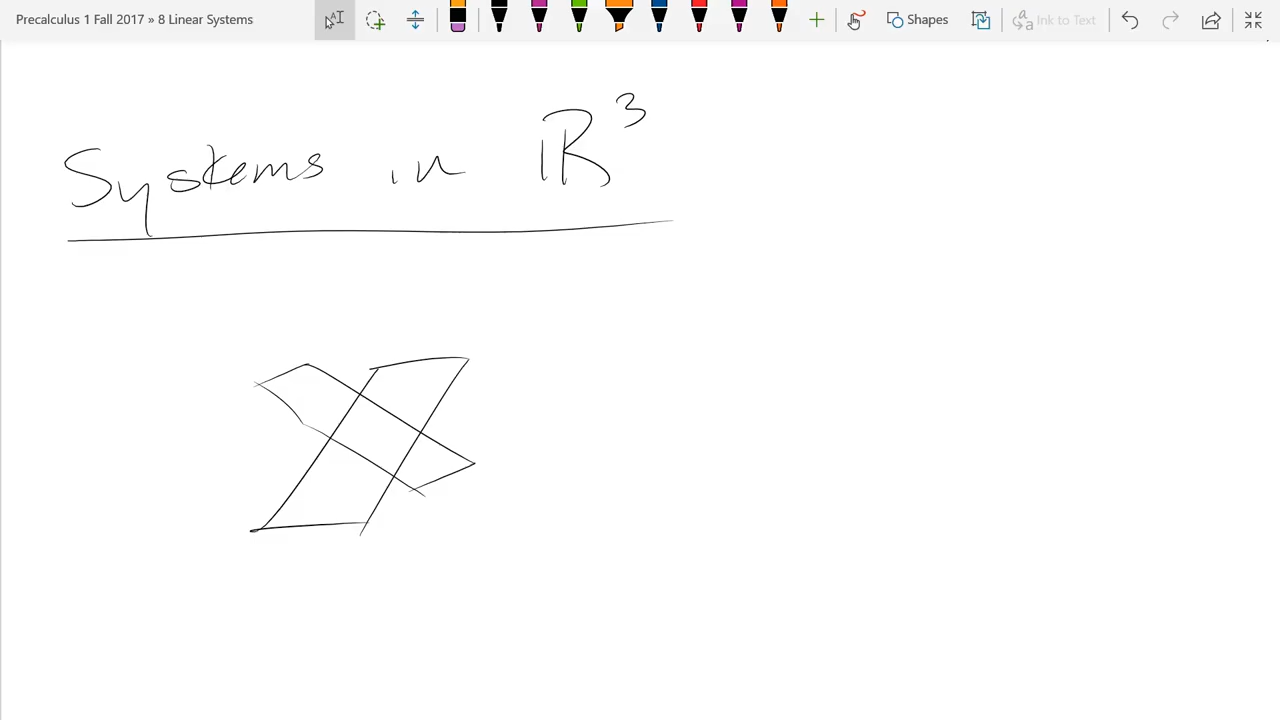 Precalculus 1 Fall 2017 » 8 Linear Systems
Shapes
Ink to Text
Systems in ℝ³